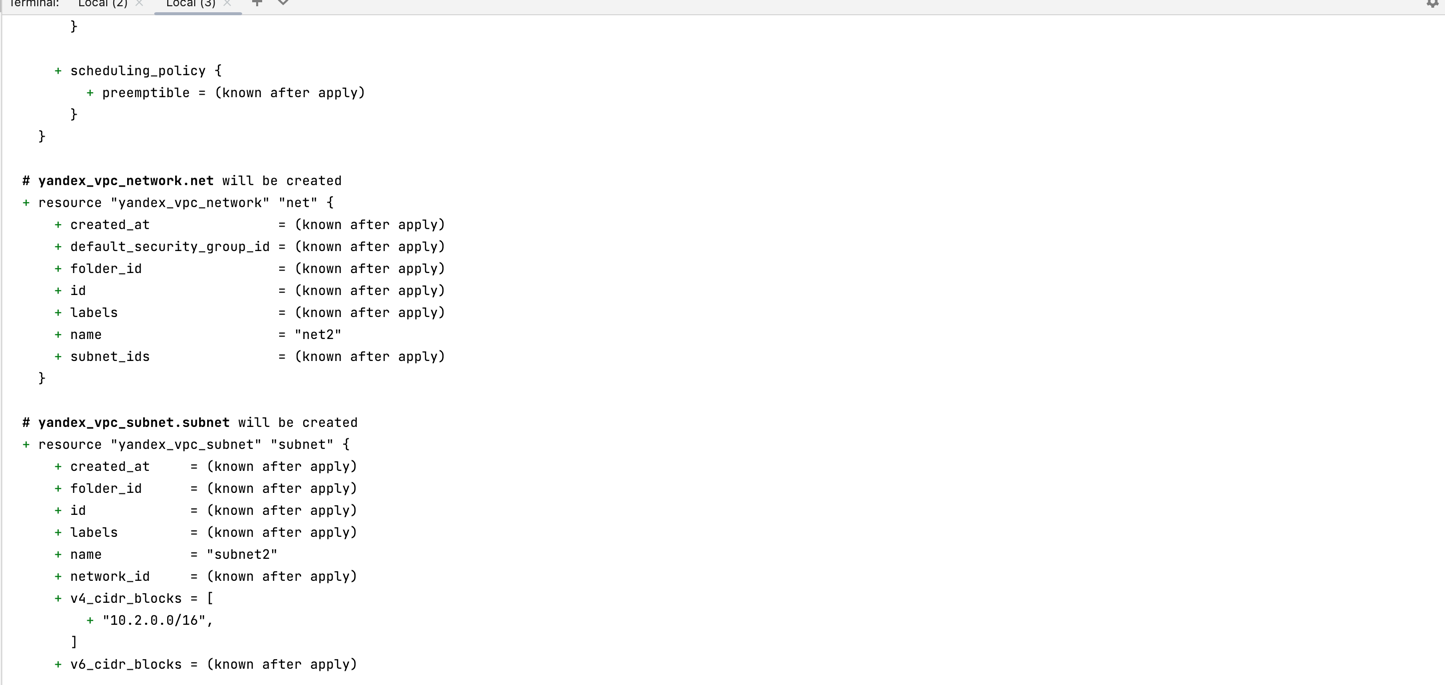 Terminal: Local (2) × Local (3) × +
}
+ scheduling_policy {
+ preemptible = (known after apply)
}
}
# yandex_vpc_network.net will be created
+ resource "yandex_vpc_network" "net" {
+ created_at = (known after apply)
+ default_security_group_id = (known after apply)
+ folder_id = (known after apply)
+ id = (known after apply)
+ labels = (known after apply)
+ name = "net2"
+ subnet_ids = (known after apply)
}
# yandex_vpc_subnet.subnet will be created
+ resource "yandex_vpc_subnet" "subnet" {
+ created_at = (known after apply)
+ folder_id = (known after apply)
+ id = (known after apply)
+ labels = (known after apply)
+ name = "subnet2"
+ network_id = (known after apply)
+ v4_cidr_blocks = [
+ "10.2.0.0/16",
]
+ v6_cidr_blocks = (known after apply)